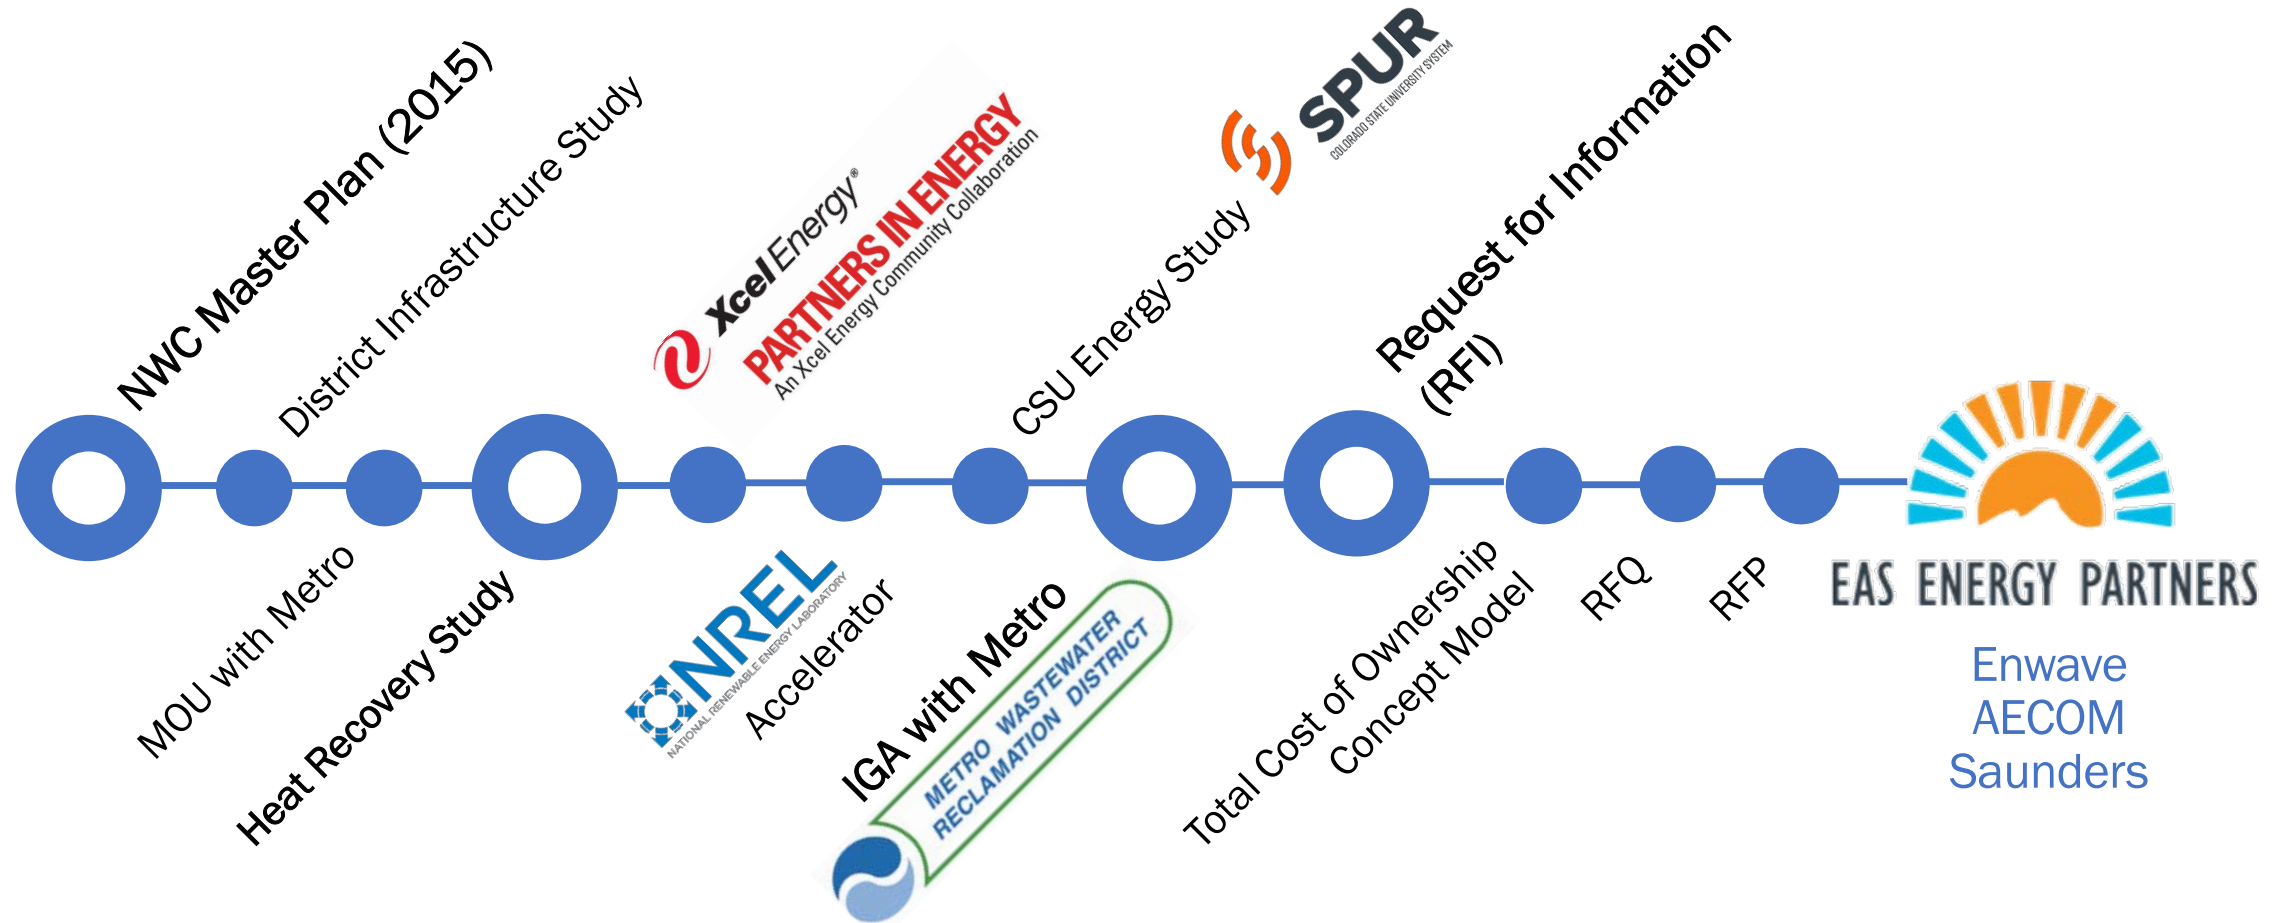 NWC Master Plan (2015)
MOU with Metro
District Infrastructure Study
Heat Recovery Study
Xcel Energy®
PARTNERS IN ENERGY
An Xcel Energy Community Collaboration
NREL
NATIONAL RENEWABLE ENERGY LABORATORY
Accelerator
CSU Energy Study
SPUR
COLORADO STATE UNIVERSITY SYSTEM
IGA with Metro
METRO WASTEWATER
RECLAMATION DISTRICT
Request for Information
(RFI)
Total Cost of Ownership
Concept Model
RFQ
RFP
EAS ENERGY PARTNERS
Enwave
AECOM
Saunders